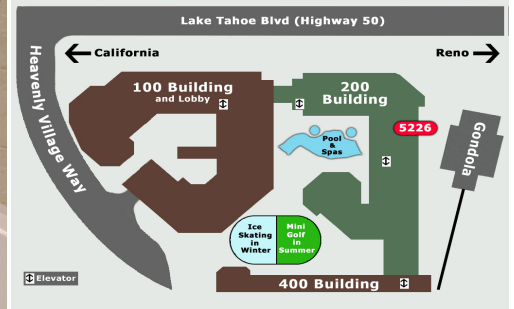 Lake Tahoe Blvd (Highway 50)
California
Reno
Heavenly Village Way
100 Building
and Lobby
200
Building
5226
Gondola
Pool
&
Spas
Ice
Skating
in
Winter
Mini
Golf
in
Summer
Elevator
400 Building